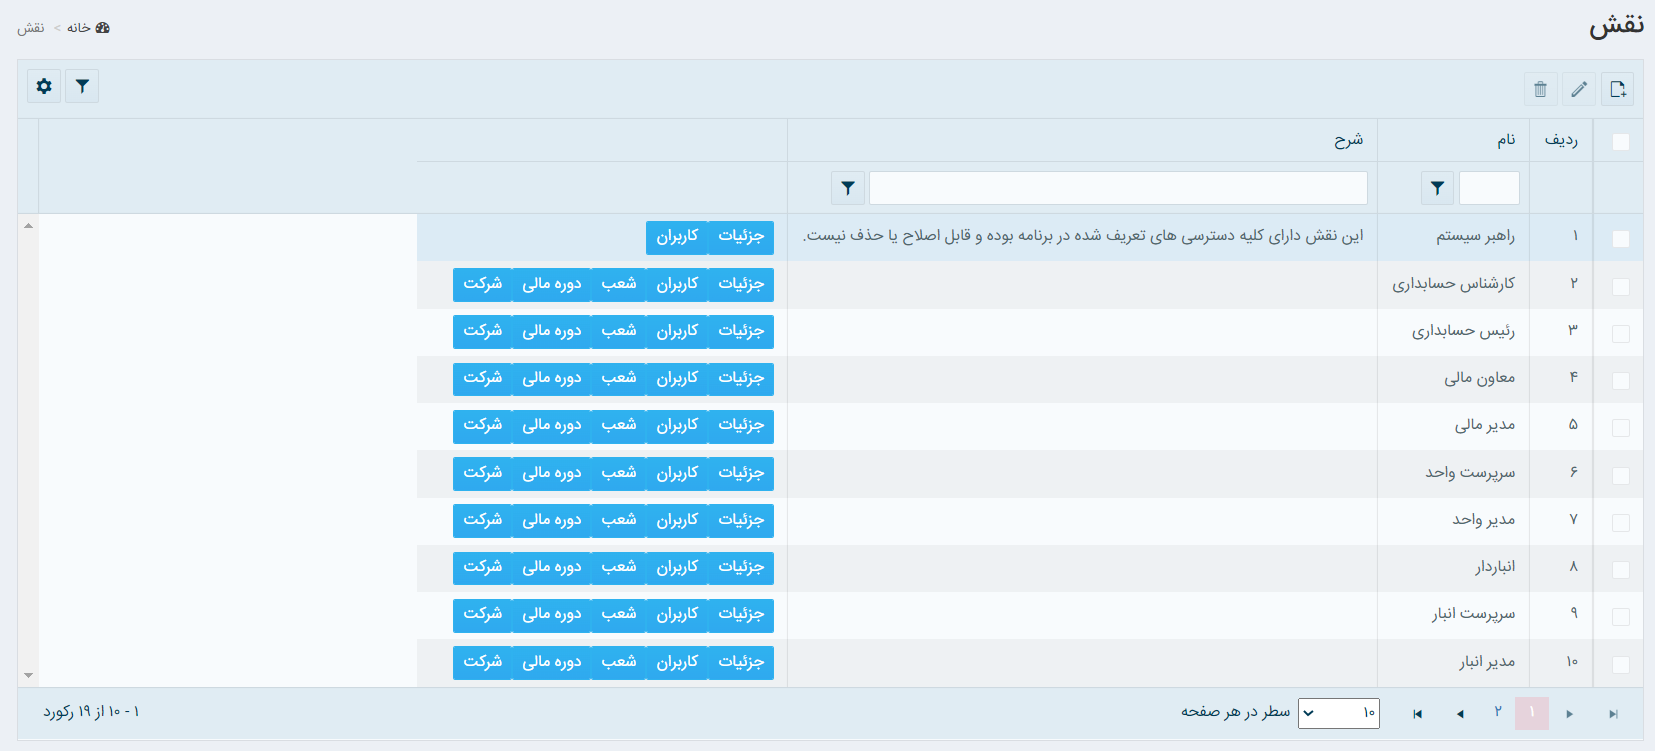 نقش
خانه > نقش
ردیف نام شرح
۱ راهبر سیستم این نقش دارای کلیه دسترسی های تعریف شده در برنامه بوده و قابل اصلاح یا حذف نیست. جزئیات کاربران
۲ کارشناس حسابداری جزئیات کاربران شعب دوره مالی شرکت
۳ رئیس حسابداری جزئیات کاربران شعب دوره مالی شرکت
۴ معاون مالی جزئیات کاربران شعب دوره مالی شرکت
۵ مدیر مالی جزئیات کاربران شعب دوره مالی شرکت
۶ سرپرست واحد جزئیات کاربران شعب دوره مالی شرکت
۷ مدیر واحد جزئیات کاربران شعب دوره مالی شرکت
۸ انباردار جزئیات کاربران شعب دوره مالی شرکت
۹ سرپرست انبار جزئیات کاربران شعب دوره مالی شرکت
۱۰ مدیر انبار جزئیات کاربران شعب دوره مالی شرکت
۱ ۲ ۱۰ سطر در هر صفحه ۱ - ۱۰ از ۱۹ رکورد